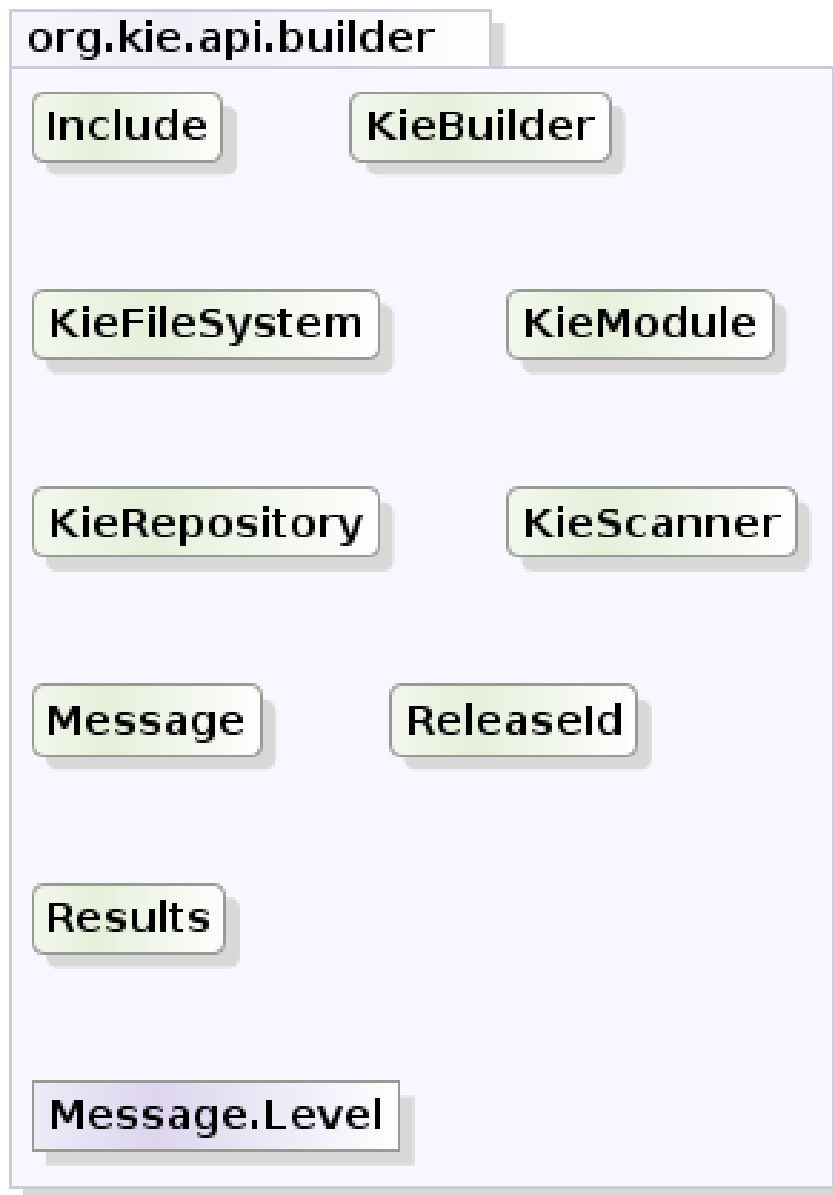 org.kie.api.builder
Include KieBuilder
KieFileSystem KieModule
KieRepository KieScanner
Message ReleaseId
Results
Message.Level